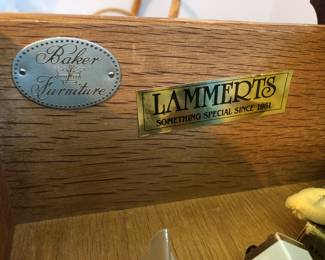 Baker
Furniture
LAMMERTS
SOMETHING SPECIAL SINCE 1861